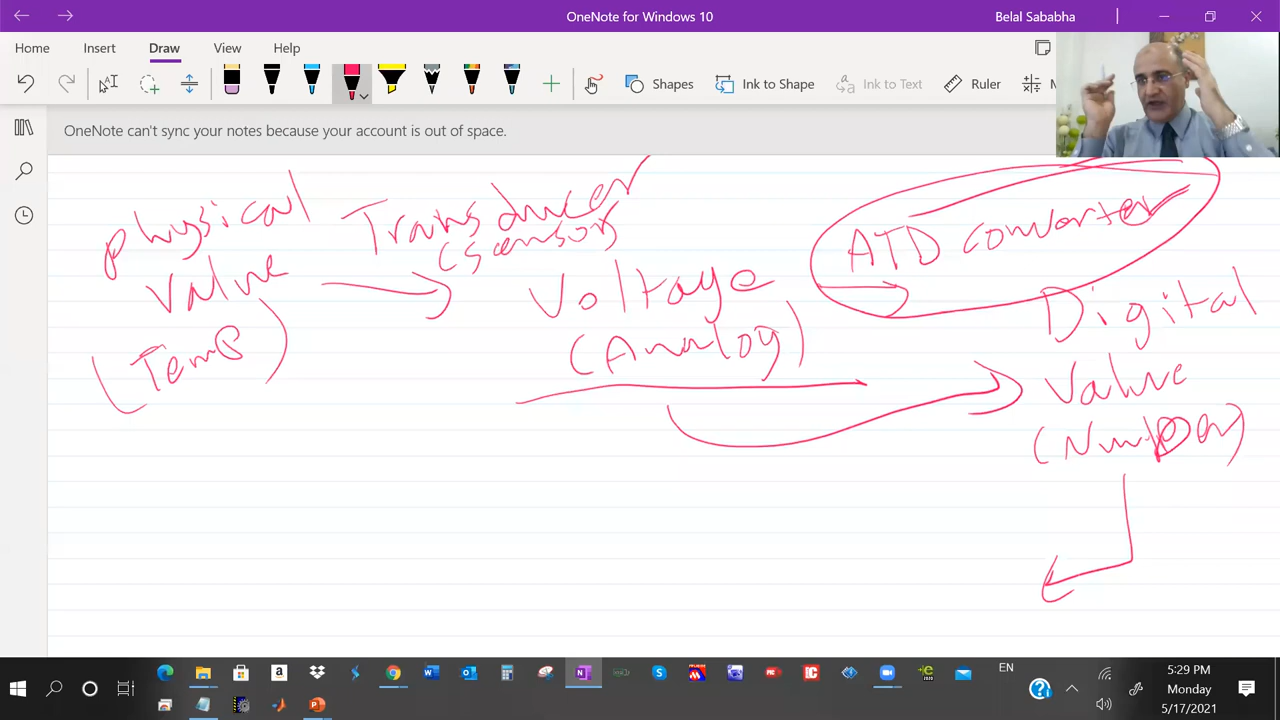 OneNote for Windows 10
Belal Sababha
Home Insert Draw View Help
Shapes Ink to Shape Ink to Text Ruler M
OneNote can't sync your notes because your account is out of space.
physical Transducer ATD converter
(sensor
Value Voltage Digital
(Temp) (Analog) Value
(Number)
EN
5:29 PM
Monday
5/17/2021